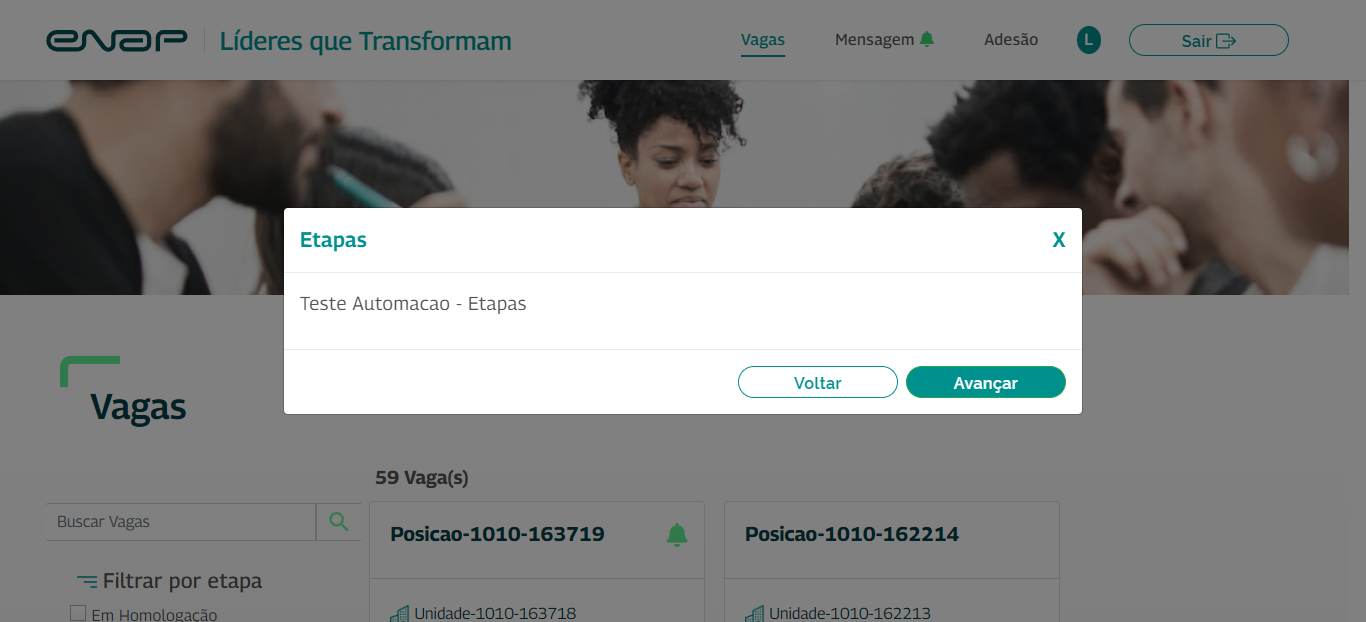 enap Líderes que Transformam
Vagas Mensagem Adesão L Sair
Etapas X
Teste Automacao - Etapas
Voltar Avançar
Vagas
59 Vaga(s)
Buscar Vagas
Posicao-1010-163719 Posicao-1010-162214
Filtrar por etapa
Em Homologação
Unidade-1010-163718 Unidade-1010-162213